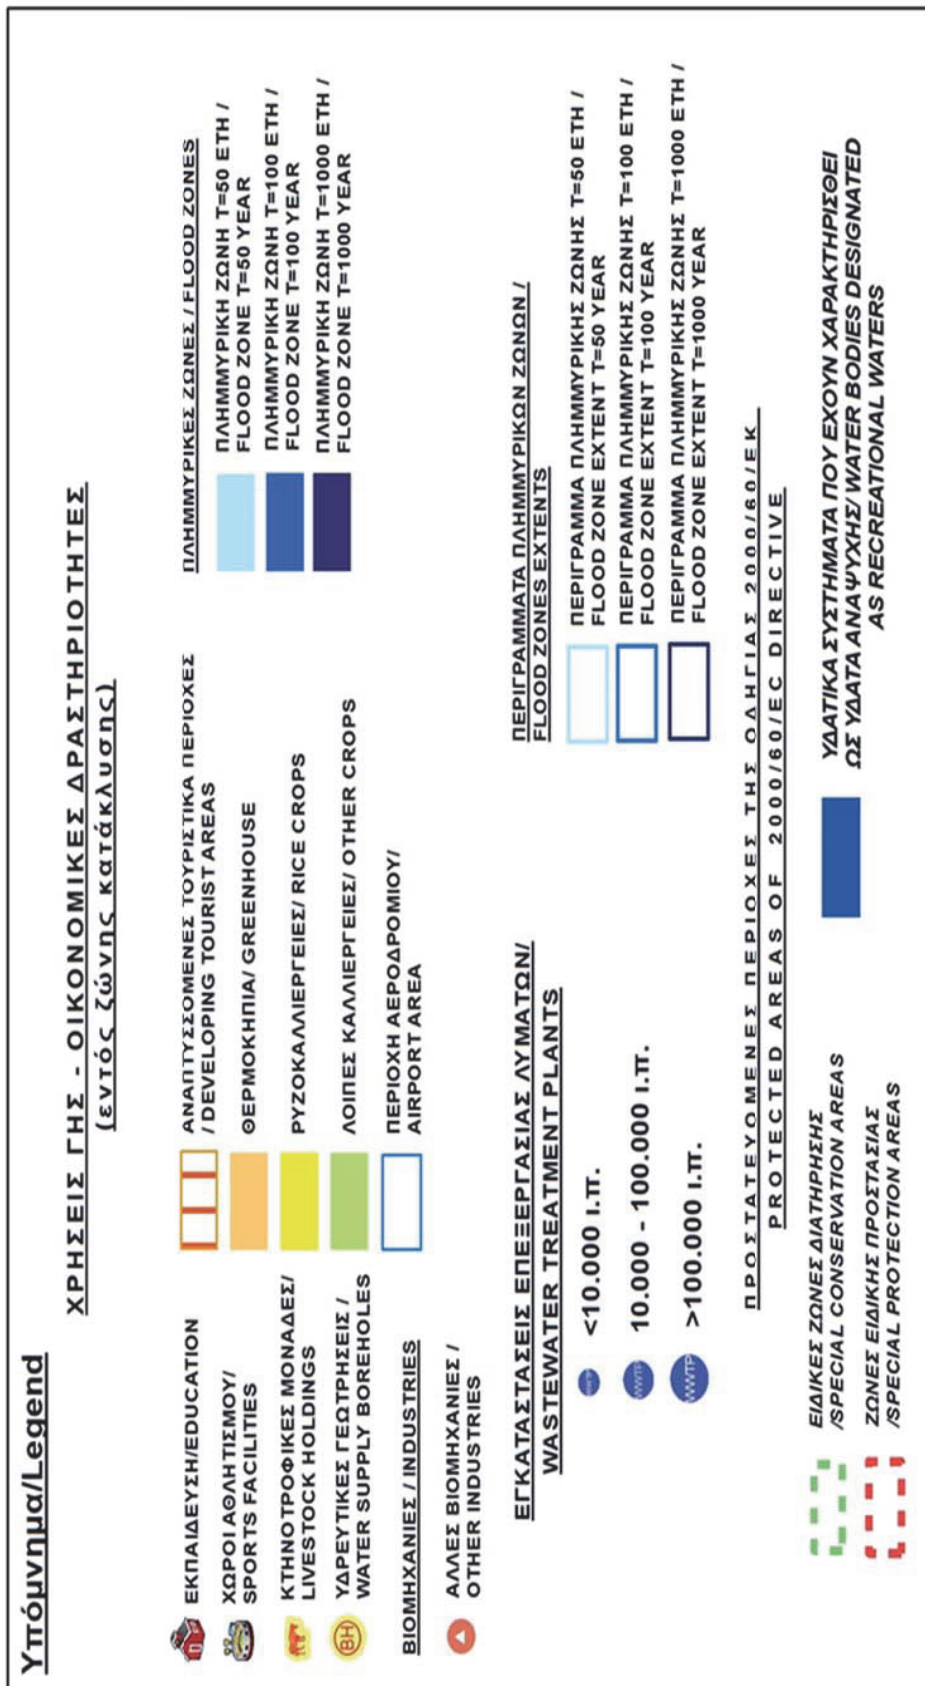 Υπόμνημα/Legend
ΧΡΗΣΕΙΣ ΓΗΣ - ΟΙΚΟΝΟΜΙΚΕΣ ΔΡΑΣΤΗΡΙΟΤΗΤΕΣ
(εντός ζώνης κατάκλυσης)
ΕΚΠΑΙΔΕΥΣΗ/EDUCATION
ΧΩΡΟΙ ΑΘΛΗΤΙΣΜΟΥ/
SPORTS FACILITIES
ΚΤΗΝΟΤΡΟΦΙΚΕΣ ΜΟΝΑΔΕΣ/
LIVESTOCK HOLDINGS
BH
ΥΔΡΕΥΤΙΚΕΣ ΓΕΩΤΡΗΣΕΙΣ /
WATER SUPPLY BOREHOLES
ΒΙΟΜΗΧΑΝΙΕΣ / INDUSTRIES
ΑΛΛΕΣ ΒΙΟΜΗΧΑΝΙΕΣ /
OTHER INDUSTRIES
ΑΝΑΠΤΥΣΣΟΜΕΝΕΣ ΤΟΥΡΙΣΤΙΚΑ ΠΕΡΙΟΧΕΣ
/ DEVELOPING TOURIST AREAS
ΘΕΡΜΟΚΗΠΙΑ/ GREENHOUSE
ΡΥΖΟΚΑΛΛΙΕΡΓΕΙΕΣ/ RICE CROPS
ΛΟΙΠΕΣ ΚΑΛΛΙΕΡΓΕΙΕΣ/ OTHER CROPS
ΠΕΡΙΟΧΗ ΑΕΡΟΔΡΟΜΙΟΥ/
AIRPORT AREA
ΠΛΗΜΜΥΡΙΚΕΣ ΖΩΝΕΣ / FLOOD ZONES
ΠΛΗΜΜΥΡΙΚΗ ΖΩΝΗ T=50 ΕΤΗ /
FLOOD ZONE T=50 YEAR
ΠΛΗΜΜΥΡΙΚΗ ΖΩΝΗ T=100 ΕΤΗ /
FLOOD ZONE T=100 YEAR
ΠΛΗΜΜΥΡΙΚΗ ΖΩΝΗ T=1000 ΕΤΗ /
FLOOD ZONE T=1000 YEAR
ΕΓΚΑΤΑΣΤΑΣΕΙΣ ΕΠΕΞΕΡΓΑΣΙΑΣ ΛΥΜΑΤΩΝ/
WASTEWATER TREATMENT PLANTS
<10.000 Ι.Π.
WWTP
10.000 - 100.000 Ι.Π.
WWTP
>100.000 Ι.Π.
ΠΕΡΙΓΡΑΜΜΑΤΑ ΠΛΗΜΜΥΡΙΚΩΝ ΖΩΝΩΝ /
FLOOD ZONES EXTENTS
ΠΕΡΙΓΡΑΜΜΑ ΠΛΗΜΜΥΡΙΚΗΣ ΖΩΝΗΣ T=50 ΕΤΗ /
FLOOD ZONE EXTENT T=50 YEAR
ΠΕΡΙΓΡΑΜΜΑ ΠΛΗΜΜΥΡΙΚΗΣ ΖΩΝΗΣ T=100 ΕΤΗ /
FLOOD ZONE EXTENT T=100 YEAR
ΠΕΡΙΓΡΑΜΜΑ ΠΛΗΜΜΥΡΙΚΗΣ ΖΩΝΗΣ T=1000 ΕΤΗ /
FLOOD ZONE EXTENT T=1000 YEAR
ΠΡΟΣΤΑΤΕΥΟΜΕΝΕΣ ΠΕΡΙΟΧΕΣ ΤΗΣ ΟΔΗΓΙΑΣ 2000/60/ΕΚ
PROTECTED AREAS OF 2000/60/EC DIRECTIVE
ΕΙΔΙΚΕΣ ΖΩΝΕΣ ΔΙΑΤΗΡΗΣΗΣ
/SPECIAL CONSERVATION AREAS
ΖΩΝΕΣ ΕΙΔΙΚΗΣ ΠΡΟΣΤΑΣΙΑΣ
/SPECIAL PROTECTION AREAS
ΥΔΑΤΙΚΑ ΣΥΣΤΗΜΑΤΑ ΠΟΥ ΕΧΟΥΝ ΧΑΡΑΚΤΗΡΙΣΘΕΙ
ΩΣ ΥΔΑΤΑ ΑΝΑΨΥΧΗΣ/ WATER BODIES DESIGNATED
AS RECREATIONAL WATERS